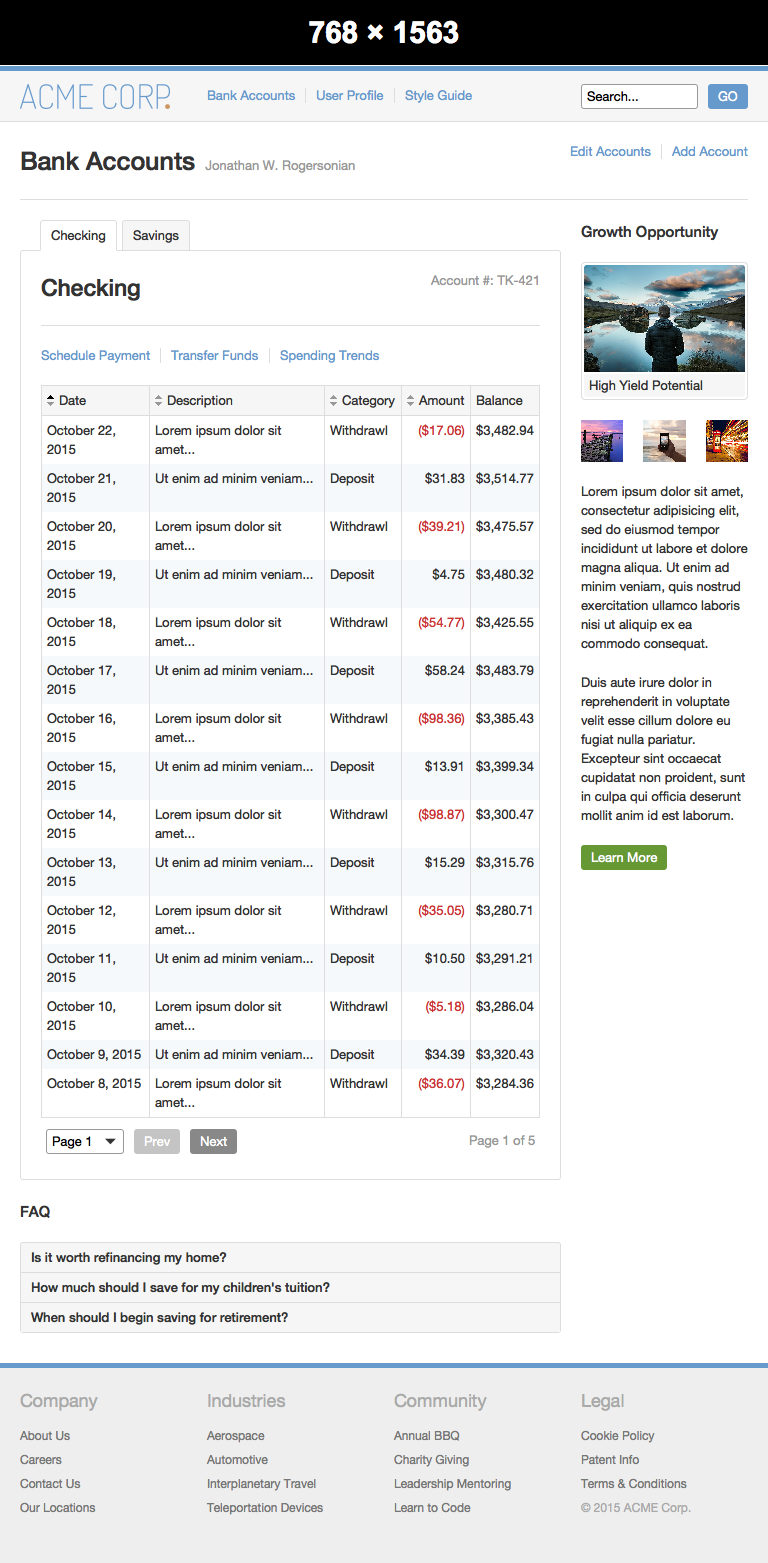 768 × 1563
ACME CORP.
Bank Accounts
User Profile
Style Guide
Search...
GO
Bank Accounts Jonathan W. Rogersonian
Edit Accounts
Add Account
Checking
Savings
Checking
Account #: TK-421
Schedule Payment
Transfer Funds
Spending Trends
Date Description Category Amount Balance
October 22, Lorem ipsum dolor sit Withdrawl ($17.06) $3,482.94
2015 amet...
October 21, Ut enim ad minim veniam... Deposit $31.83 $3,514.77
2015
October 20, Lorem ipsum dolor sit Withdrawl ($39.21) $3,475.57
2015 amet...
October 19, Ut enim ad minim veniam... Deposit $4.75 $3,480.32
2015
October 18, Lorem ipsum dolor sit Withdrawl ($54.77) $3,425.55
2015 amet...
October 17, Ut enim ad minim veniam... Deposit $58.24 $3,483.79
2015
October 16, Lorem ipsum dolor sit Withdrawl ($98.36) $3,385.43
2015 amet...
October 15, Ut enim ad minim veniam... Deposit $13.91 $3,399.34
2015
October 14, Lorem ipsum dolor sit Withdrawl ($98.87) $3,300.47
2015 amet...
October 13, Ut enim ad minim veniam... Deposit $15.29 $3,315.76
2015
October 12, Lorem ipsum dolor sit Withdrawl ($35.05) $3,280.71
2015 amet...
October 11, Ut enim ad minim veniam... Deposit $10.50 $3,291.21
2015
October 10, Lorem ipsum dolor sit Withdrawl ($5.18) $3,286.04
2015 amet...
October 9, 2015 Ut enim ad minim veniam... Deposit $34.39 $3,320.43
October 8, 2015 Lorem ipsum dolor sit Withdrawl ($36.07) $3,284.36
amet...
Page 1
Prev
Next
Page 1 of 5
Growth Opportunity
High Yield Potential
Lorem ipsum dolor sit amet,
consectetur adipisicing elit,
sed do eiusmod tempor
incididunt ut labore et dolore
magna aliqua. Ut enim ad
minim veniam, quis nostrud
exercitation ullamco laboris
nisi ut aliquip ex ea
commodo consequat.
Duis aute irure dolor in
reprehenderit in voluptate
velit esse cillum dolore eu
fugiat nulla pariatur.
Excepteur sint occaecat
cupidatat non proident, sunt
in culpa qui officia deserunt
mollit anim id est laborum.
Learn More
FAQ
Is it worth refinancing my home?
How much should I save for my children's tuition?
When should I begin saving for retirement?
Company
About Us
Careers
Contact Us
Our Locations
Industries
Aerospace
Automotive
Interplanetary Travel
Teleportation Devices
Community
Annual BBQ
Charity Giving
Leadership Mentoring
Learn to Code
Legal
Cookie Policy
Patent Info
Terms & Conditions
© 2015 ACME Corp.